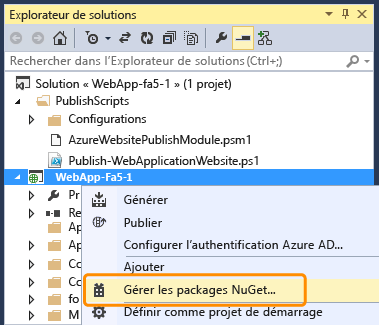 Explorateur de solutions
Rechercher dans l'Explorateur de solutions (Ctrl+;)
Solution « WebApp-fa5-1 » (1 projet)
PublishScripts
Configurations
AzureWebsitePublishModule.psm1
Publish-WebApplicationWebsite.ps1
WebApp-Fa5-1
Pr
Générer
Re
Publier
Ap
Configurer l'authentification Azure AD...
Ap
Co
Ajouter
Co
Gérer les packages NuGet...
fo
M
Définir comme projet de démarrage